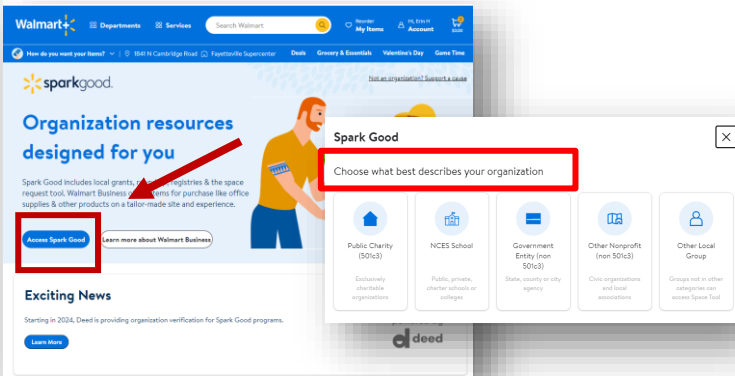 Walmart+
Departments
Services
Search Walmart
Reorder
My Items
Hi, Erin H
Account
$0.00
How do you want your items?
1841 N Cambridge Road
Fayetteville Supercenter
Deals
Grocery & Essentials
Valentine's Day
Game Time
sparkgood.
Not an organization? Support a cause
Organization resources
designed for you
Spark Good includes local grants, registries & the space
request tool. Walmart Business items for purchase like office
supplies & other products on a tailor-made site and experience.
Access Spark Good
Learn more about Walmart Business
Exciting News
Starting in 2024, Deed is providing organization verification for Spark Good programs.
Learn More
deed
Spark Good
Choose what best describes your organization
Public Charity
(501c3)
Exclusively
charitable
organizations
NCES School
Public, private,
charter schools or
colleges
Government
Entity (non
501c3)
State, county or city
agency
Other Nonprofit
(non 501c3)
Civic organizations
and local
associations
Other Local
Group
Groups not in other
categories can
access Space Tool